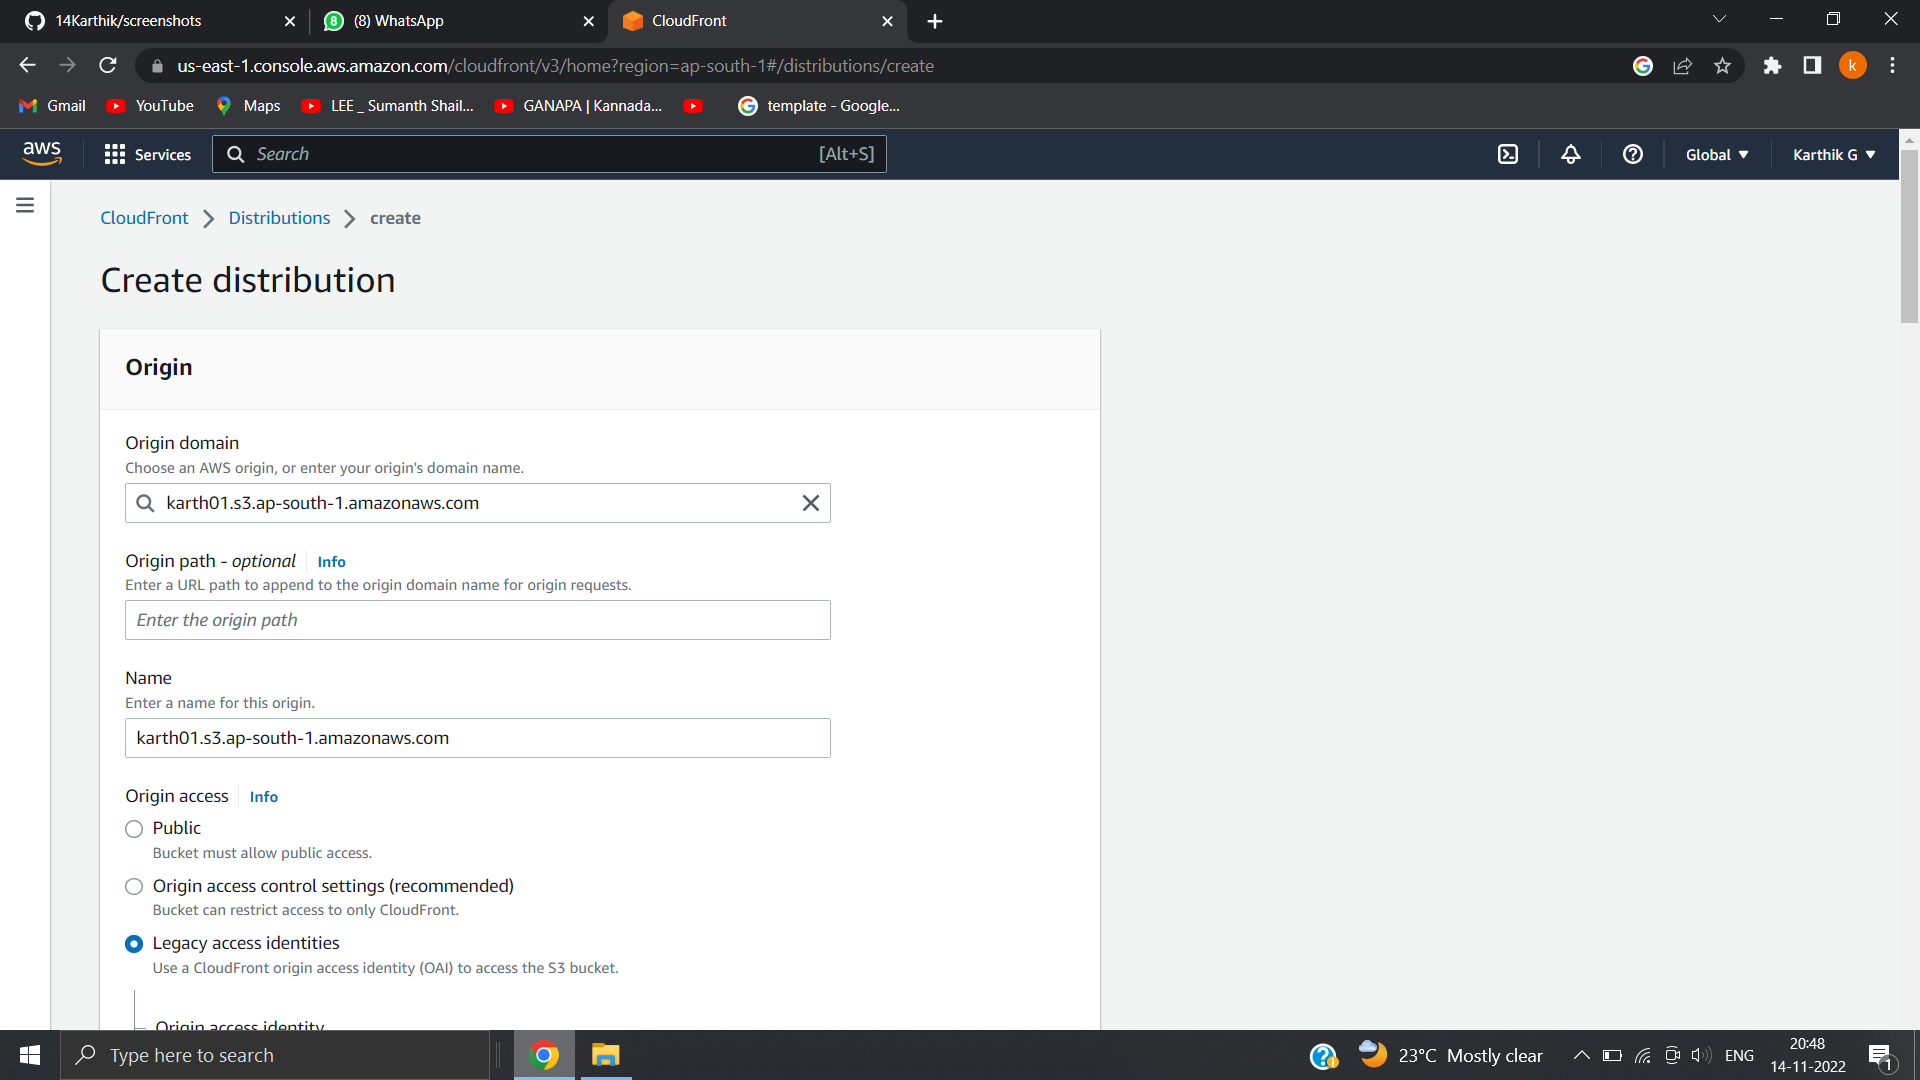 14Karthik/screenshots
(8) WhatsApp
CloudFront
us-east-1.console.aws.amazon.com/cloudfront/v3/home?region=ap-south-1#/distributions/create
k
Gmail
YouTube
Maps
LEE _ Sumanth Shail...
GANAPA | Kannada...
template - Google...
aws
Services
Search
[Alt+S]
Global
Karthik G
CloudFront
Distributions
create
Create distribution
Origin
Origin domain
Choose an AWS origin, or enter your origin's domain name.
karth01.s3.ap-south-1.amazonaws.com
Origin path - optional
Info
Enter a URL path to append to the origin domain name for origin requests.
Enter the origin path
Name
Enter a name for this origin.
karth01.s3.ap-south-1.amazonaws.com
Origin access
Info
Public
Bucket must allow public access.
Origin access control settings (recommended)
Bucket can restrict access to only CloudFront.
Legacy access identities
Use a CloudFront origin access identity (OAI) to access the S3 bucket.
Origin access identity
Type here to search
23°C Mostly clear
ENG
20:48
14-11-2022
1